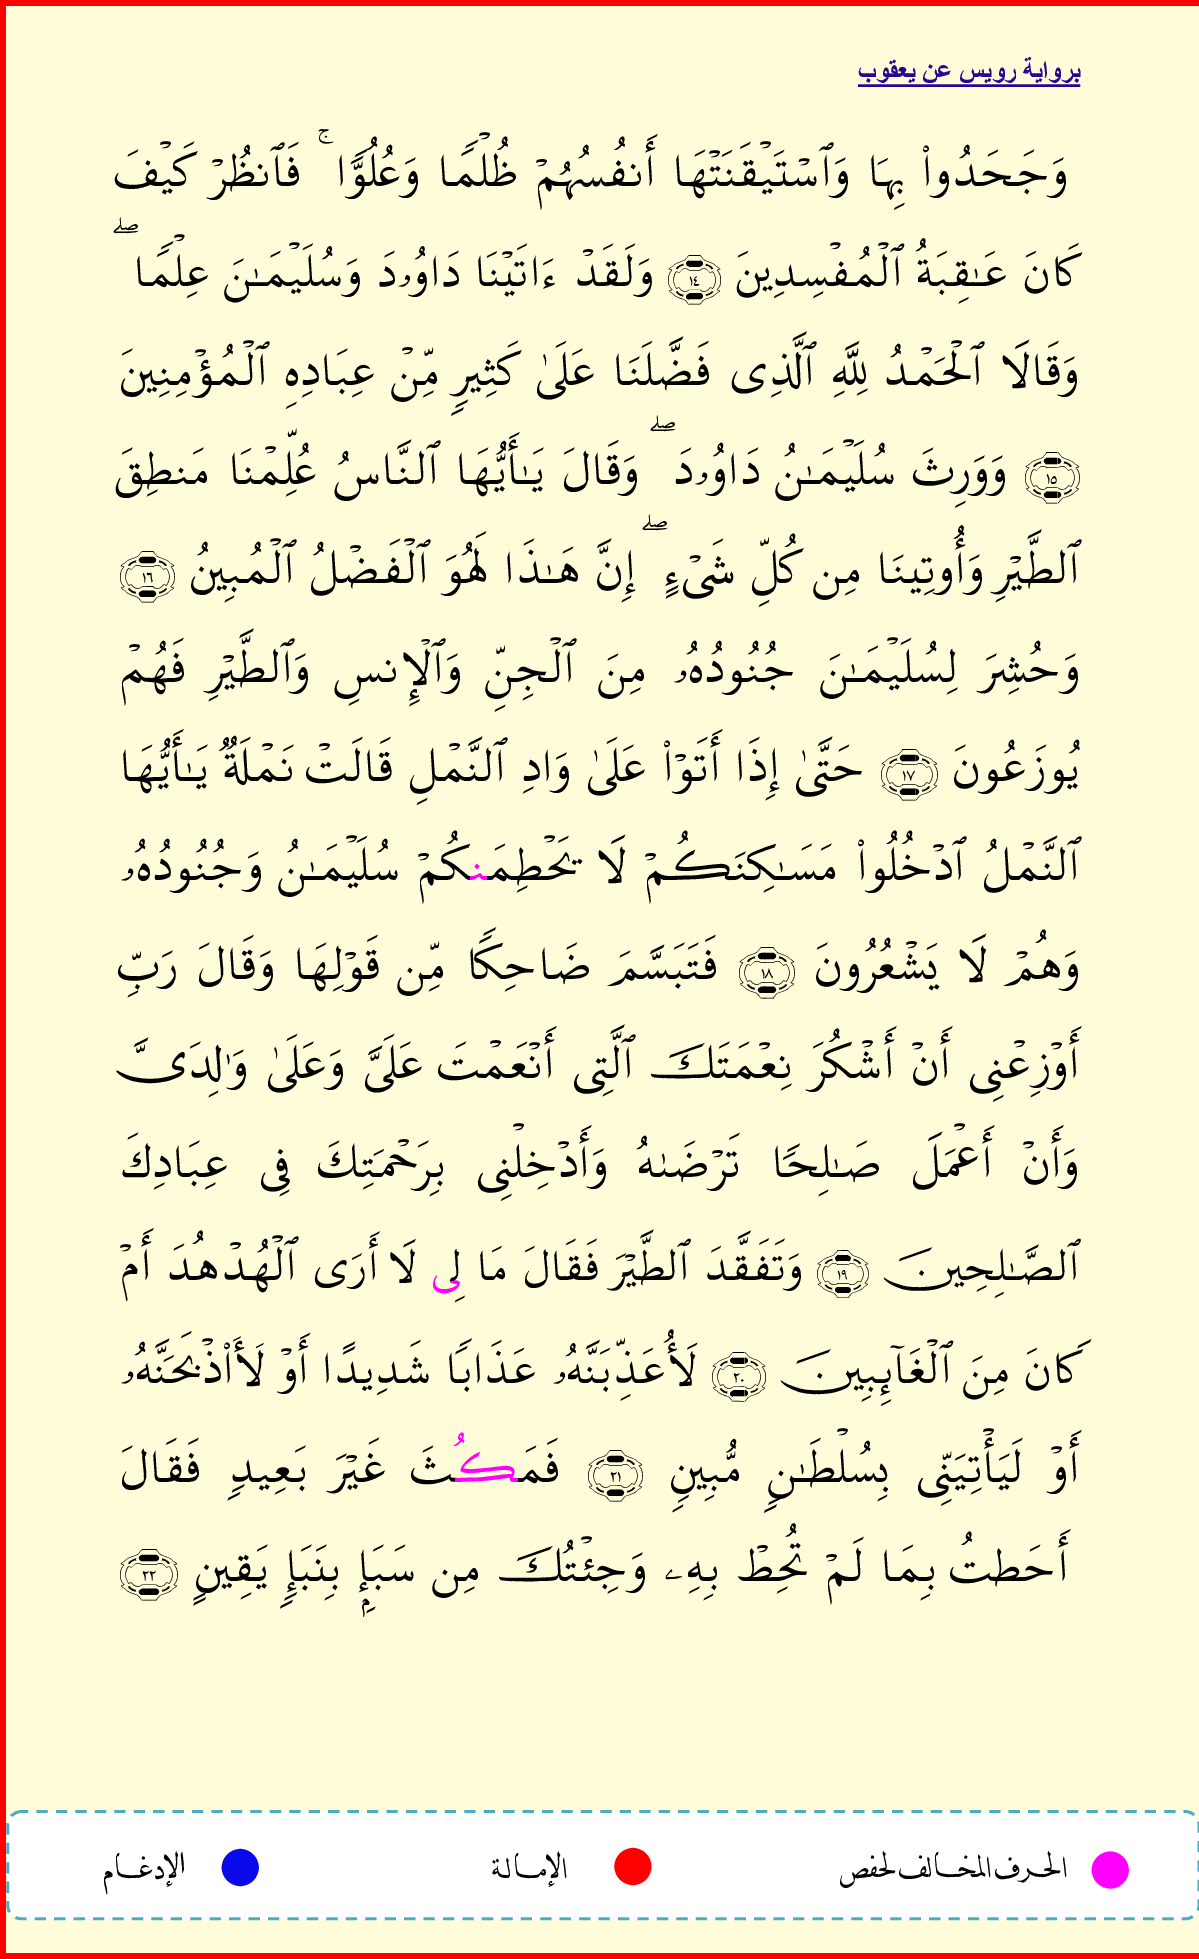 برواية رويس عن يعقوب
وَجَحَدُوا۟ بِهَا وَٱسْتَيْقَنَتْهَا أَنفُسُهُمْ ظُلْمًا وَعُلُوًّا ۚ فَٱنظُرْ كَيْفَ
كَانَ عَـٰقِبَةُ ٱلْمُفْسِدِينَ ١٤ وَلَقَدْ ءَاتَيْنَا دَاوُۥدَ وَسُلَيْمَـٰنَ عِلْمًا ۖ
وَقَالَا ٱلْحَمْدُ لِلَّهِ ٱلَّذِى فَضَّلَنَا عَلَىٰ كَثِيرٍ مِّنْ عِبَادِهِ ٱلْمُؤْمِنِينَ
١٥ وَوَرِثَ سُلَيْمَـٰنُ دَاوُۥدَ ۖ وَقَالَ يَـٰأَيُّهَا ٱلنَّاسُ عُلِّمْنَا مَنطِقَ
ٱلطَّيْرِ وَأُوتِينَا مِن كُلِّ شَىْءٍ ۖ إِنَّ هَـٰذَا لَهُوَ ٱلْفَضْلُ ٱلْمُبِينُ ١٦
وَحُشِرَ لِسُلَيْمَـٰنَ جُنُودُهُۥ مِنَ ٱلْجِنِّ وَٱلْإِنسِ وَٱلطَّيْرِ فَهُمْ
يُوزَعُونَ ١٧ حَتَّىٰ إِذَا أَتَوْا۟ عَلَىٰ وَادِ ٱلنَّمْلِ قَالَتْ نَمْلَةٌ يَـٰأَيُّهَا
ٱلنَّمْلُ ٱدْخُلُوا۟ مَسَـٰكِنَكُمْ لَا يَحْطِمَنكُمْ سُلَيْمَـٰنُ وَجُنُودُهُۥ
وَهُمْ لَا يَشْعُرُونَ ١٨ فَتَبَسَّمَ ضَاحِكًا مِّن قَوْلِهَا وَقَالَ رَبِّ
أَوْزِعْنِى أَنْ أَشْكُرَ نِعْمَتَكَ ٱلَّتِى أَنْعَمْتَ عَلَىَّ وَعَلَىٰ وَٰلِدَىَّ
وَأَنْ أَعْمَلَ صَـٰلِحًا تَرْضَىٰهُ وَأَدْخِلْنِى بِرَحْمَتِكَ فِى عِبَادِكَ
ٱلصَّـٰلِحِينَ ١٩ وَتَفَقَّدَ ٱلطَّيْرَ فَقَالَ مَا لِى لَا أَرَى ٱلْهُدْهُدَ أَمْ
كَانَ مِنَ ٱلْغَآئِبِينَ ٢٠ لَأُعَذِّبَنَّهُۥ عَذَابًا شَدِيدًا أَوْ لَأَا۟ذْبَحَنَّهُۥ
أَوْ لَيَأْتِيَنِّى بِسُلْطَـٰنٍ مُّبِينٍ ٢١ فَمَكُثَ غَيْرَ بَعِيدٍ فَقَالَ
أَحَطتُ بِمَا لَمْ تُحِطْ بِهِۦ وَجِئْتُكَ مِن سَبَإٍۭ بِنَبَإٍ يَقِينٍ ٢٢
الحرف المخالف لحفص الإمالة الإدغام